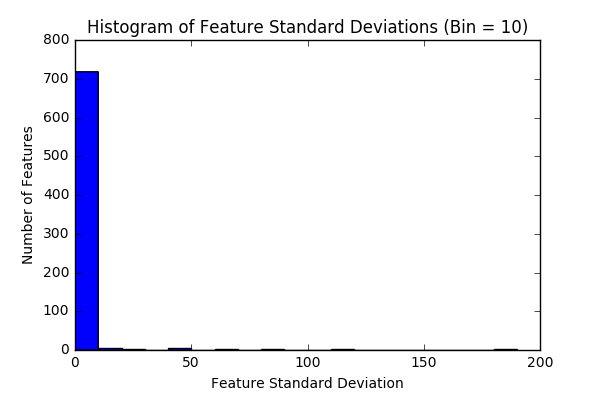 Histogram of Feature Standard Deviations (Bin = 10)
800
700
600
500
400
300
200
100
0
Number of Features
0 50 100 150 200
Feature Standard Deviation